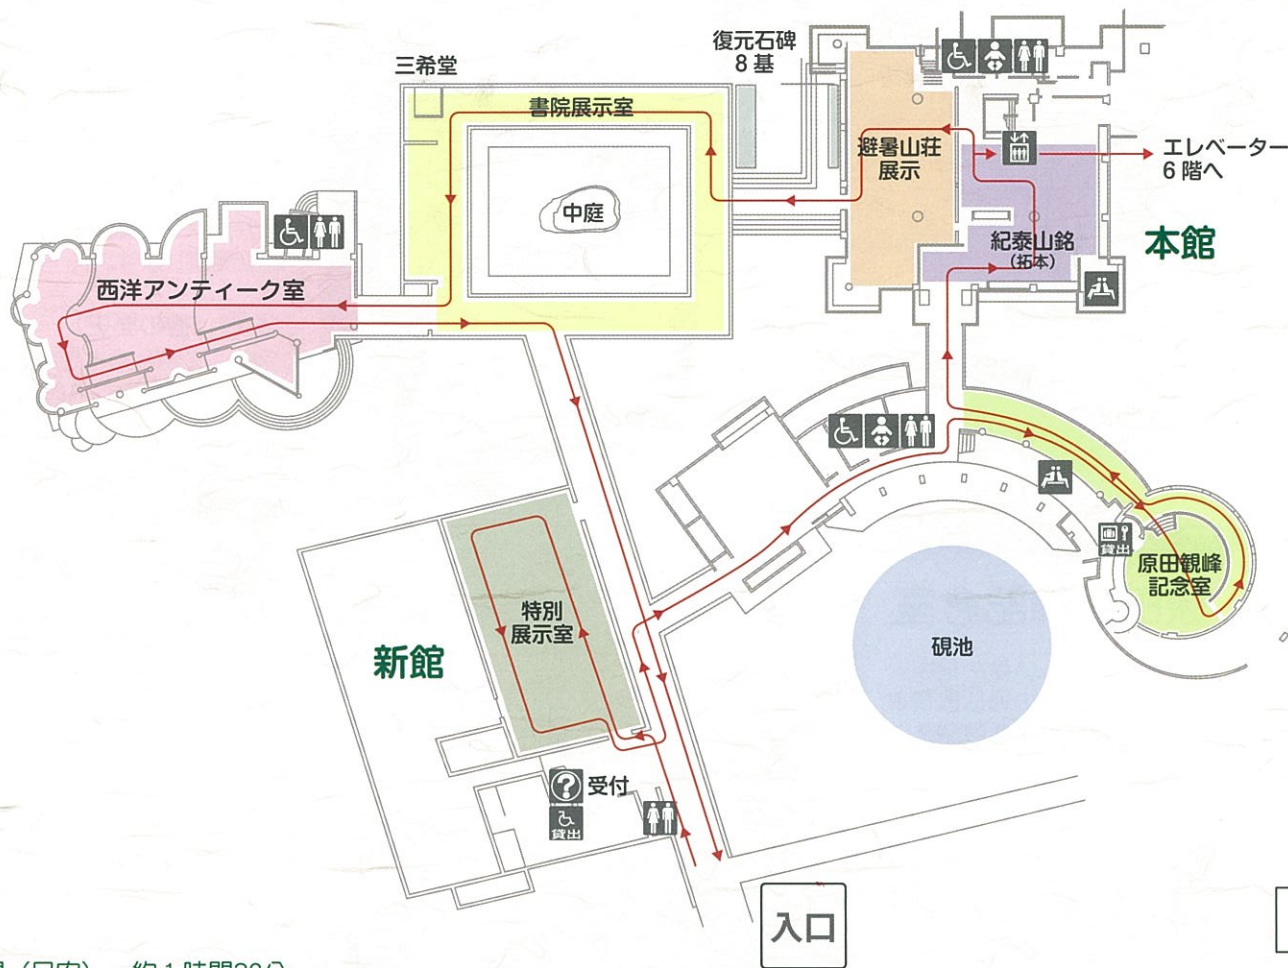 復元石碑
8基
三希堂
書院展示室
避暑山荘
展示
エレベーター
6階へ
中庭
紀泰山銘
(拓本)
本館
西洋アンティーク室
貸出
原田観峰
記念室
特別
展示室
新館
硯池
受付
貸出
入口
約1時間